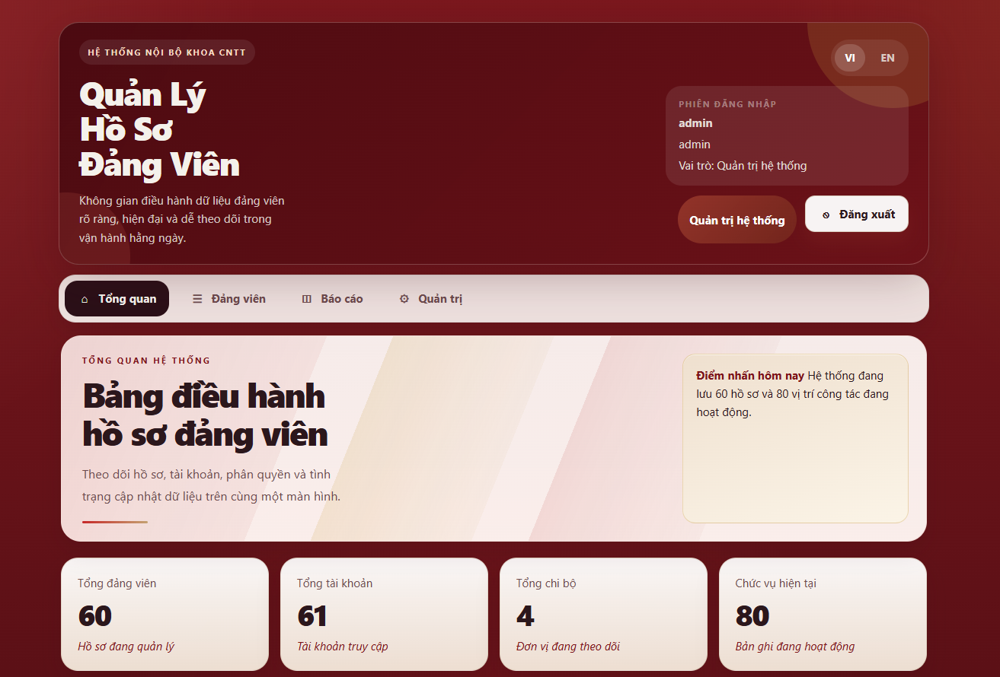 HỆ THỐNG NỘI BỘ KHOA CNTT
VI EN
Quản Lý
Hồ Sơ
Đảng Viên
Không gian điều hành dữ liệu đảng viên
rõ ràng, hiện đại và dễ theo dõi trong
vận hành hằng ngày.
PHIÊN ĐĂNG NHẬP
admin
admin
Vai trò: Quản trị hệ thống
Quản trị hệ thống
Đăng xuất
Tổng quan
Đảng viên
Báo cáo
Quản trị
TỔNG QUAN HỆ THỐNG
Bảng điều hành
hồ sơ đảng viên
Theo dõi hồ sơ, tài khoản, phân quyền và tình
trạng cập nhật dữ liệu trên cùng một màn hình.
Điểm nhấn hôm nay Hệ thống đang
lưu 60 hồ sơ và 80 vị trí công tác đang
hoạt động.
Tổng đảng viên
60
Hồ sơ đang quản lý
Tổng tài khoản
61
Tài khoản truy cập
Tổng chi bộ
4
Đơn vị đang theo dõi
Chức vụ hiện tại
80
Bản ghi đang hoạt động